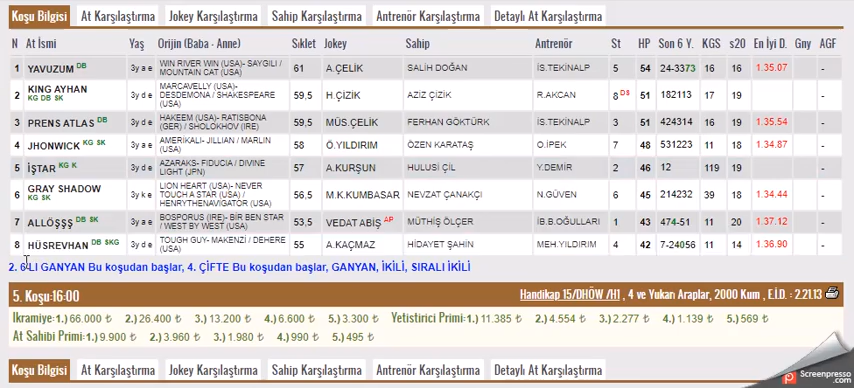 Koşu Bilgisi At Karşılaştırma Jokey Karşılaştırma Sahip Karşılaştırma Antrenör Karşılaştırma Detaylı At Karşılaştırma
N At İsmi Yaş Orijin (Baba - Anne) Sıklet Jokey Sahip Antrenör St HP Son 6 Y. KGS s20 En İyi D. Gny AGF
1 YAVUZUM DB 3y a e WIN RIVER WIN (USA)- SAYGILI / MOUNTAIN CAT (USA) 61 A.ÇELİK SALİH DOĞAN İS.TEKİNALP 5 54 24-3373 16 16 1.35.07 -
2 KING AYHAN KG DB SK 3y d e MARCAVELLY (USA)- DESDEMONA / SHAKESPEARE (USA) 59,5 H.ÇİZİK AZİZ ÇİZİK R.AKCAN 8 DS 51 182113 17 19 -
3 PRENS ATLAS DB 3y d e HAKEEM (USA)- RATISBONA (GER) / SHOLOKHOV (IRE) 59,5 MÜS.ÇELİK FERHAN GÖKTÜRK İS.TEKİNALP 3 51 424314 16 19 1.35.54 -
4 JHONWICK KG SK 3y a e AMERİKALI- JILLIAN / MARLIN (USA) 58 Ö.YILDIRIM ÖZEN KARATAŞ O.İPEK 7 48 531223 11 18 1.34.87 -
5 İŞTAR KG K 3y d e AZARAKS- FIDUCIA / DIVINE LIGHT (JPN) 57 A.KURŞUN HULUSİ ÇİL Y.DEMİR 2 46 12 119 19 -
6 GRAY SHADOW KG SK 3y k e LION HEART (USA)- NEVER TOUCH A STAR (USA) / HENRYTHENAVIGATOR (USA) 56,5 M.K.KUMBASAR NEVZAT ÇANAKÇI N.GÜVEN 6 45 214232 39 18 1.34.44 -
7 ALLÖŞŞŞ DB SK 3y a e BOSPORUS (IRE)- BİR BEN STAR / WEST BY WEST (USA) 53,5 VEDAT ABİŞ AP MÜTHİŞ ÖLÇER İB.B.OĞULLARI 1 43 474-51 11 20 1.37.12 -
8 HÜSREVHAN DB SKG 3y d e TOUGH GUY- MAKENZI / DEHERE (USA) 55 A.KAÇMAZ HİDAYET ŞAHİN MEH.YILDIRIM 4 42 7-24056 11 14 1.36.90 -
2. 6'LI GANYAN Bu koşudan başlar, 4. ÇİFTE Bu koşudan başlar, GANYAN, İKİLİ, SIRALI İKİLİ
5. Koşu:16:00 Handikap 15/DHÖW /H1 , 4 ve Yukarı Araplar, 2000 Kum , E.İ.D. : 2.21.13
Ikramiye:1.) 66.000 ₺ 2.) 26.400 ₺ 3.) 13.200 ₺ 4.) 6.600 ₺ 5.) 3.300 ₺ Yetistirici Primi:1.) 11.385 ₺ 2.) 4.554 ₺ 3.) 2.277 ₺ 4.) 1.139 ₺ 5.) 569 ₺
At Sahibi Primi:1.) 9.900 ₺ 2.) 3.960 ₺ 3.) 1.980 ₺ 4.) 990 ₺ 5.) 495 ₺
Koşu Bilgisi At Karşılaştırma Jokey Karşılaştırma Sahip Karşılaştırma Antrenör Karşılaştırma Detaylı At Karşılaştırma
Screenpresso
.com